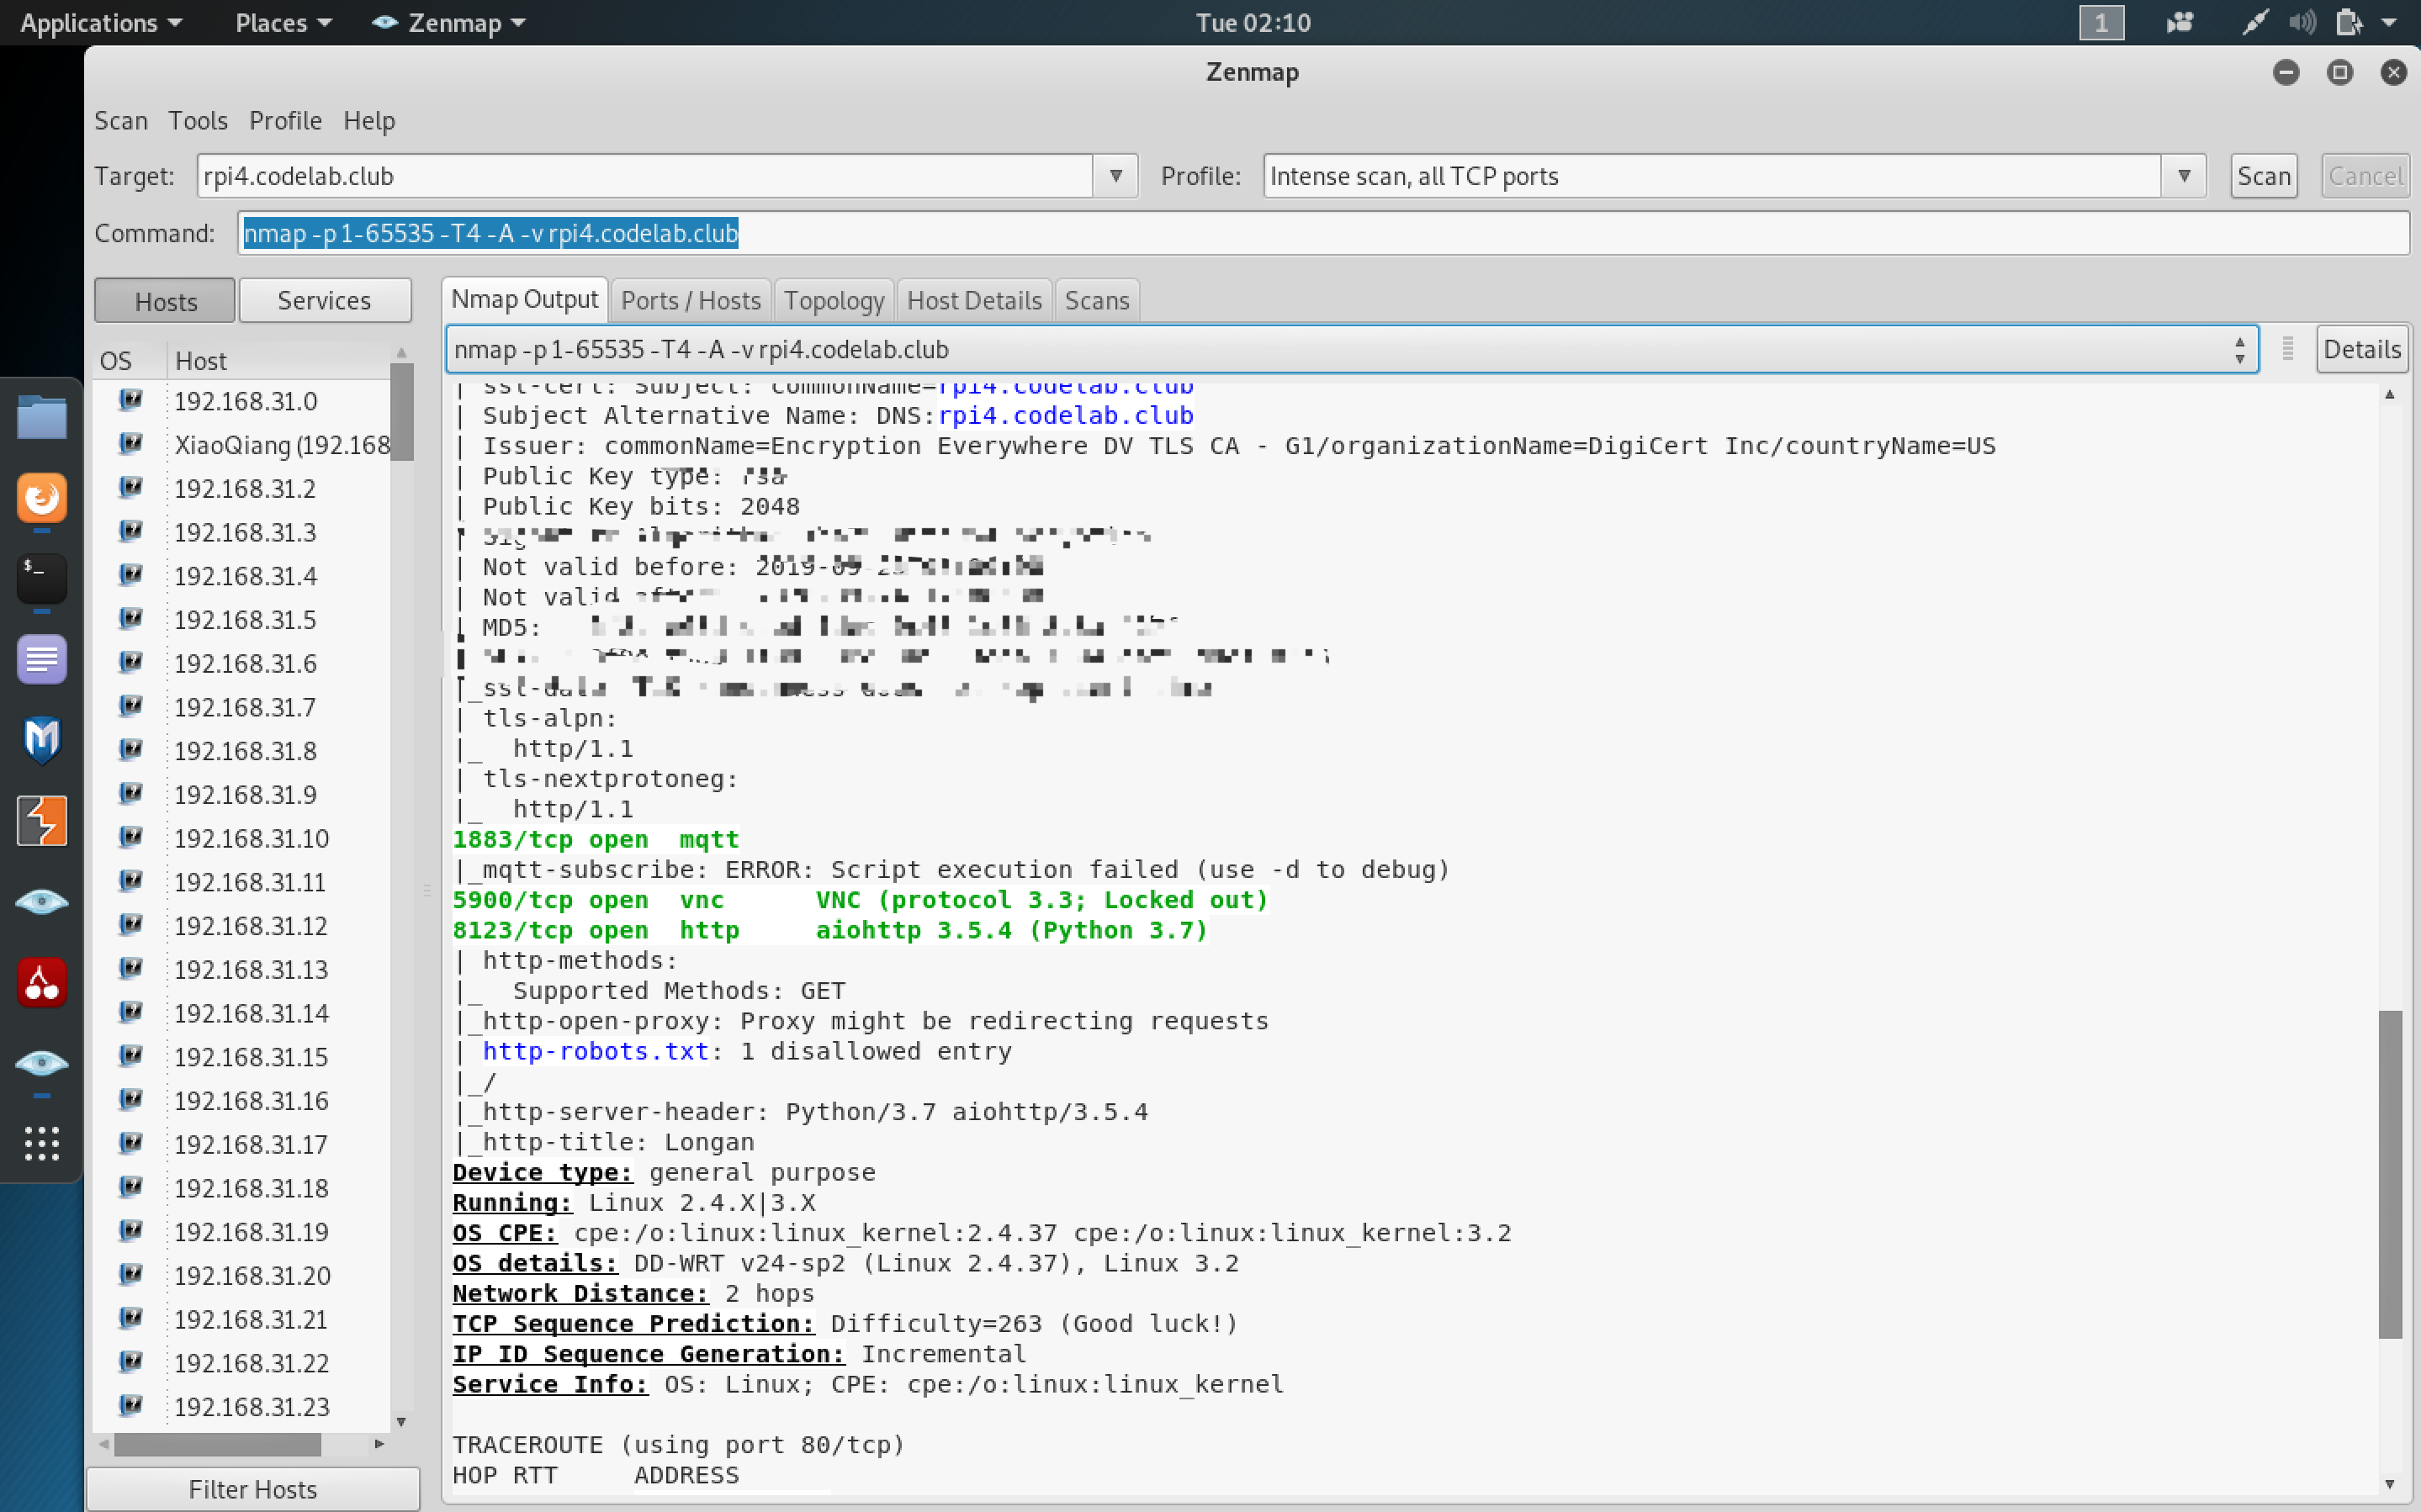 Applications Places Zenmap Tue 02:10 1
Zenmap
Scan Tools Profile Help
Target: rpi4.codelab.club Profile: Intense scan, all TCP ports Scan Cancel
Command: nmap -p 1-65535 -T4 -A -v rpi4.codelab.club
Hosts Services
OS Host
192.168.31.0
XiaoQiang (192.168
192.168.31.2
192.168.31.3
192.168.31.4
192.168.31.5
192.168.31.6
192.168.31.7
192.168.31.8
192.168.31.9
192.168.31.10
192.168.31.11
192.168.31.12
192.168.31.13
192.168.31.14
192.168.31.15
192.168.31.16
192.168.31.17
192.168.31.18
192.168.31.19
192.168.31.20
192.168.31.21
192.168.31.22
192.168.31.23
Filter Hosts
Nmap Output Ports / Hosts Topology Host Details Scans
nmap -p 1-65535 -T4 -A -v rpi4.codelab.club Details
| ssl-cert: Subject: commonName=rpi4.codelab.club
| Subject Alternative Name: DNS:rpi4.codelab.club
| Issuer: commonName=Encryption Everywhere DV TLS CA - G1/organizationName=DigiCert Inc/countryName=US
| Public Key type: rsa
| Public Key bits: 2048
| Not valid before:
| Not valid
| MD5:
| tls-alpn:
|_  http/1.1
| tls-nextprotoneg:
|_  http/1.1
1883/tcp open  mqtt
|_mqtt-subscribe: ERROR: Script execution failed (use -d to debug)
5900/tcp open  vnc      VNC (protocol 3.3; Locked out)
8123/tcp open  http     aiohttp 3.5.4 (Python 3.7)
| http-methods:
|_  Supported Methods: GET
|_http-open-proxy: Proxy might be redirecting requests
| http-robots.txt: 1 disallowed entry
|_/
|_http-server-header: Python/3.7 aiohttp/3.5.4
|_http-title: Longan
Device type: general purpose
Running: Linux 2.4.X|3.X
OS CPE: cpe:/o:linux:linux_kernel:2.4.37 cpe:/o:linux:linux_kernel:3.2
OS details: DD-WRT v24-sp2 (Linux 2.4.37), Linux 3.2
Network Distance: 2 hops
TCP Sequence Prediction: Difficulty=263 (Good luck!)
IP ID Sequence Generation: Incremental
Service Info: OS: Linux; CPE: cpe:/o:linux:linux_kernel
TRACEROUTE (using port 80/tcp)
HOP RTT     ADDRESS